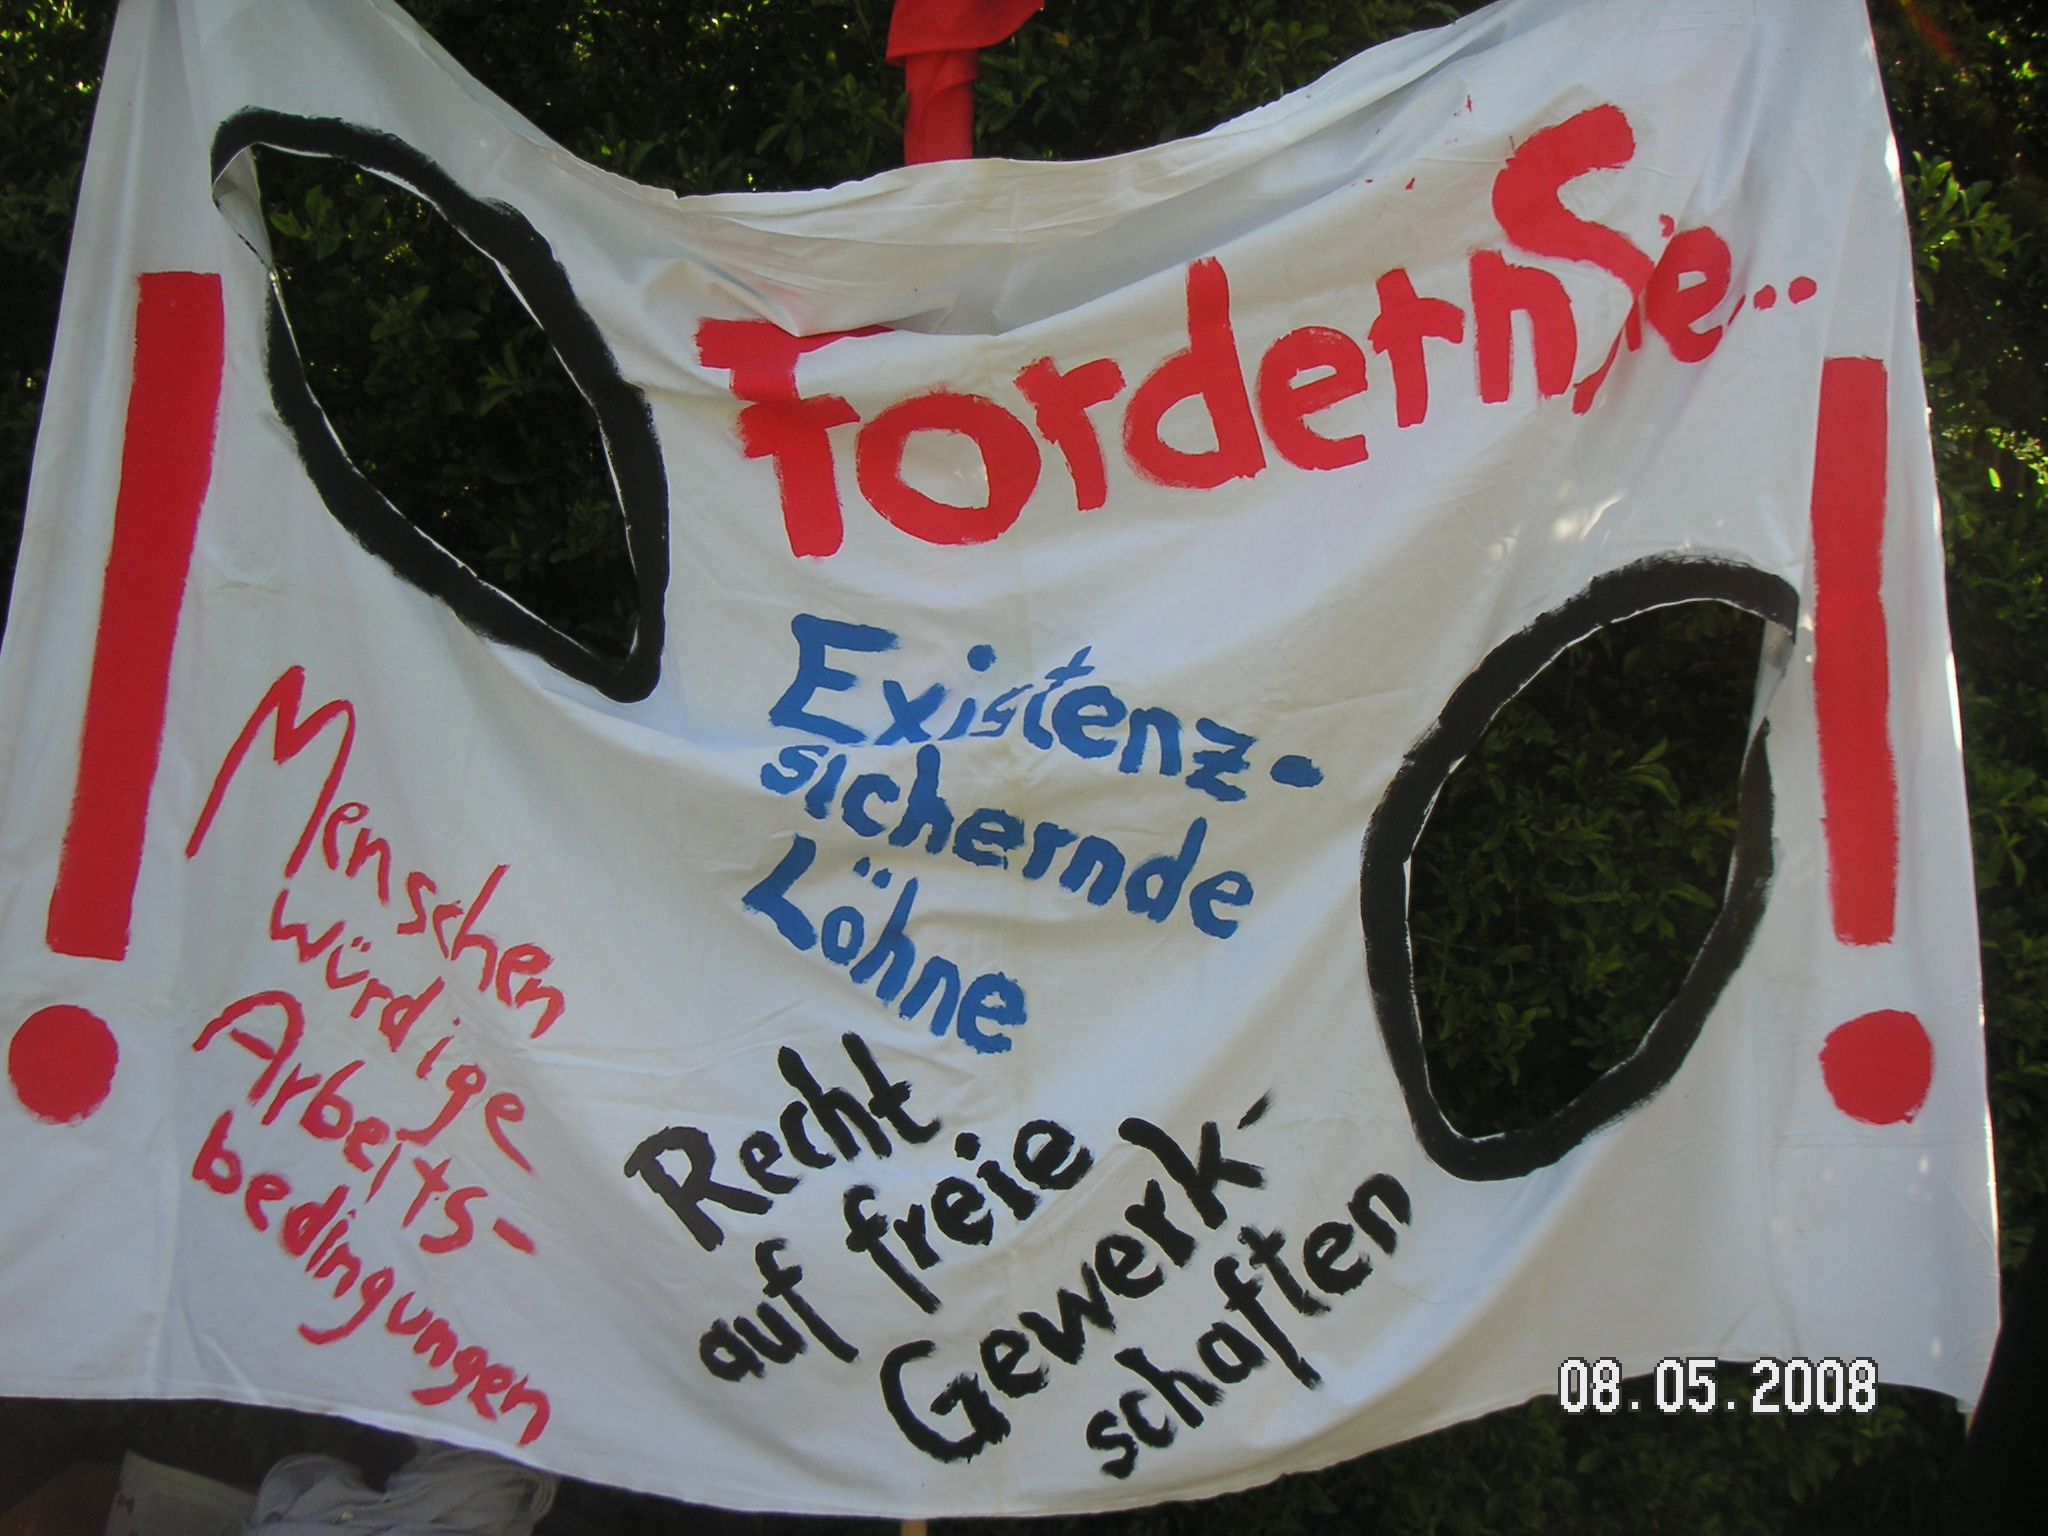 Fordern Sie...
Existenz-
sichernde
Löhne
Menschen
würdige
Arbeits-
bedingungen
Recht
auf freie
Gewerk-
schaften
!
!
08.05.2008